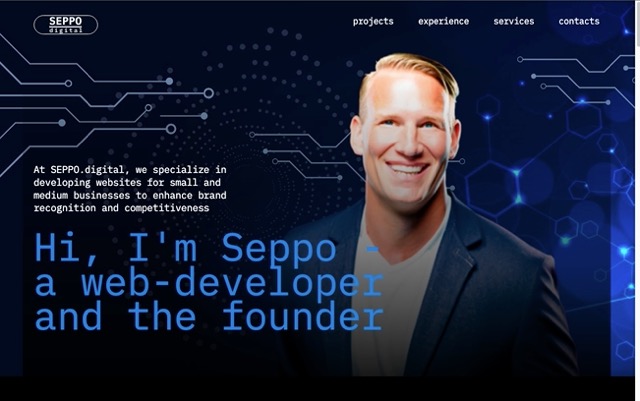 SEPPO
digital
projects experience services contacts
At SEPPO.digital, we specialize in
developing websites for small and
medium businesses to enhance brand
recognition and competitiveness
Hi, I'm Seppo -
a web-developer
and the founder